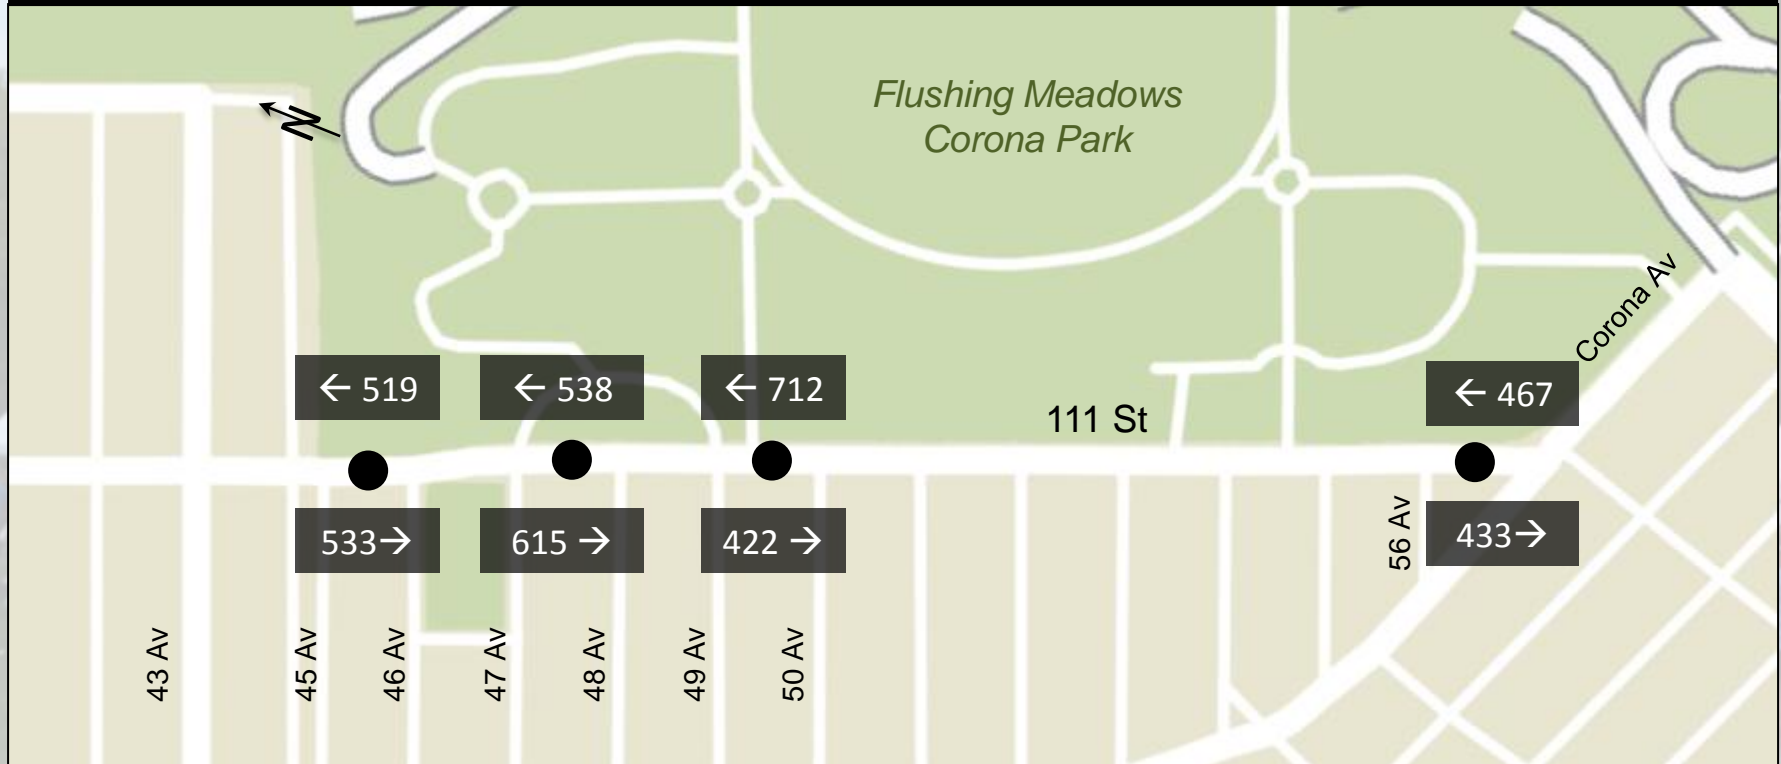 Flushing Meadows
Corona Park
N
Corona Av
← 519
← 538
← 712
← 467
111 St
533→
615 →
422 →
433→
56 Av
43 Av
45 Av
46 Av
47 Av
48 Av
49 Av
50 Av